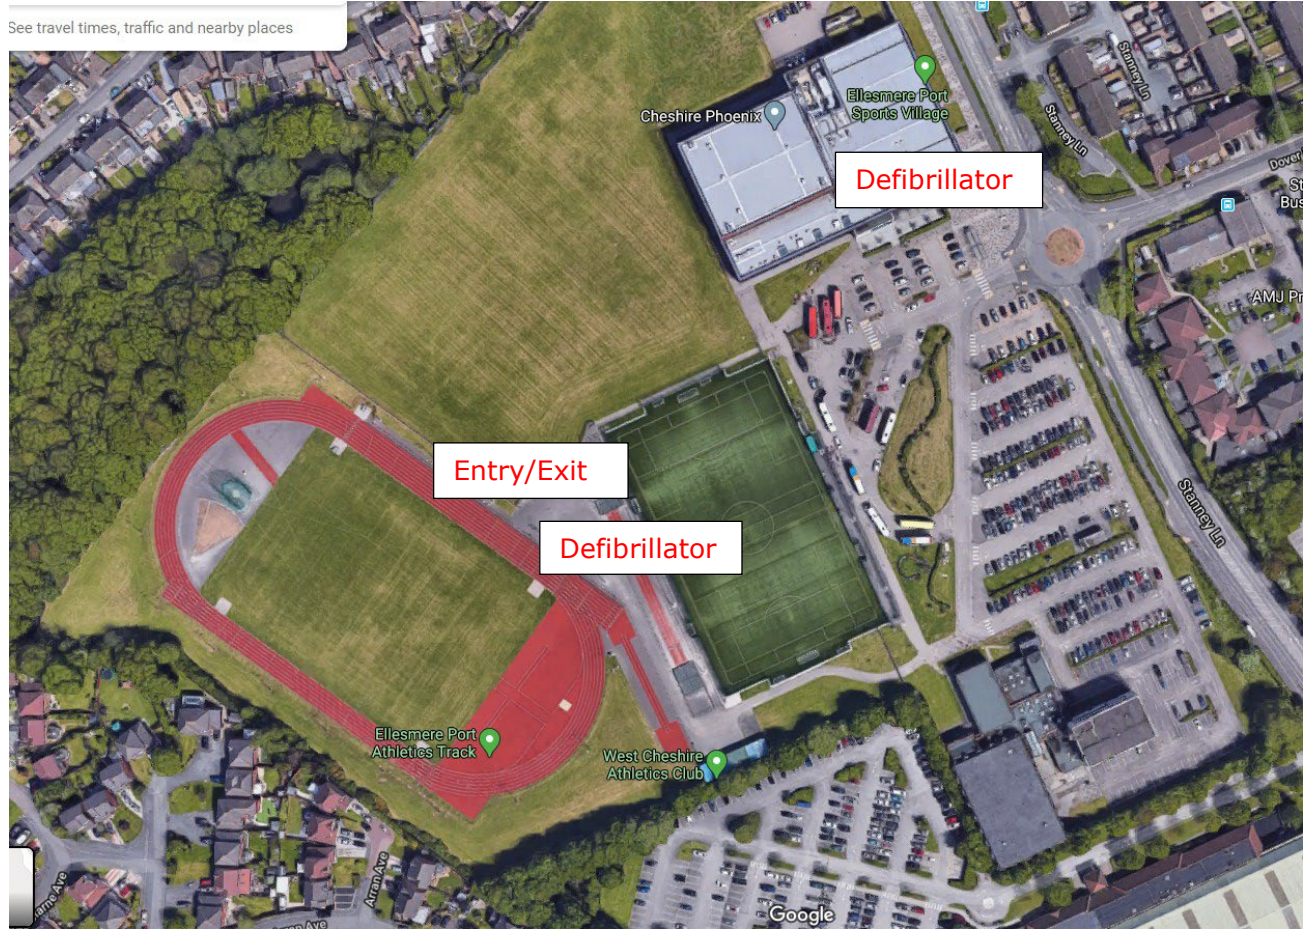 See travel times, traffic and nearby places
Stanney Ln
Ellesmere Port
Sports Village
Cheshire Phoenix
Stanney Ln
Defibrillator
Dover
St
Bus
AMJ Pr
Entry/Exit
Stanney Ln
Defibrillator
Ellesmere Port
Athletics Track
West Cheshire
Athletics Club
Arran Ave
Google